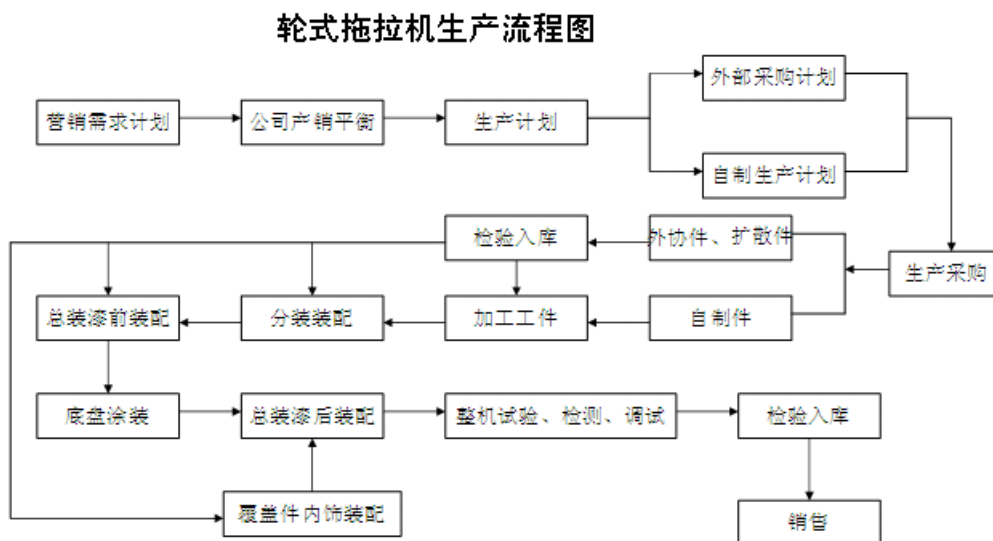 轮式拖拉机生产流程图
外部采购计划
营销需求计划
公司产销平衡
生产计划
自制生产计划
检验入库
外协件、扩散件
生产采购
总装漆前装配
分装装配
加工工件
自制件
底盘涂装
总装漆后装配
整机试验、检测、调试
检验入库
覆盖件内饰装配
销售